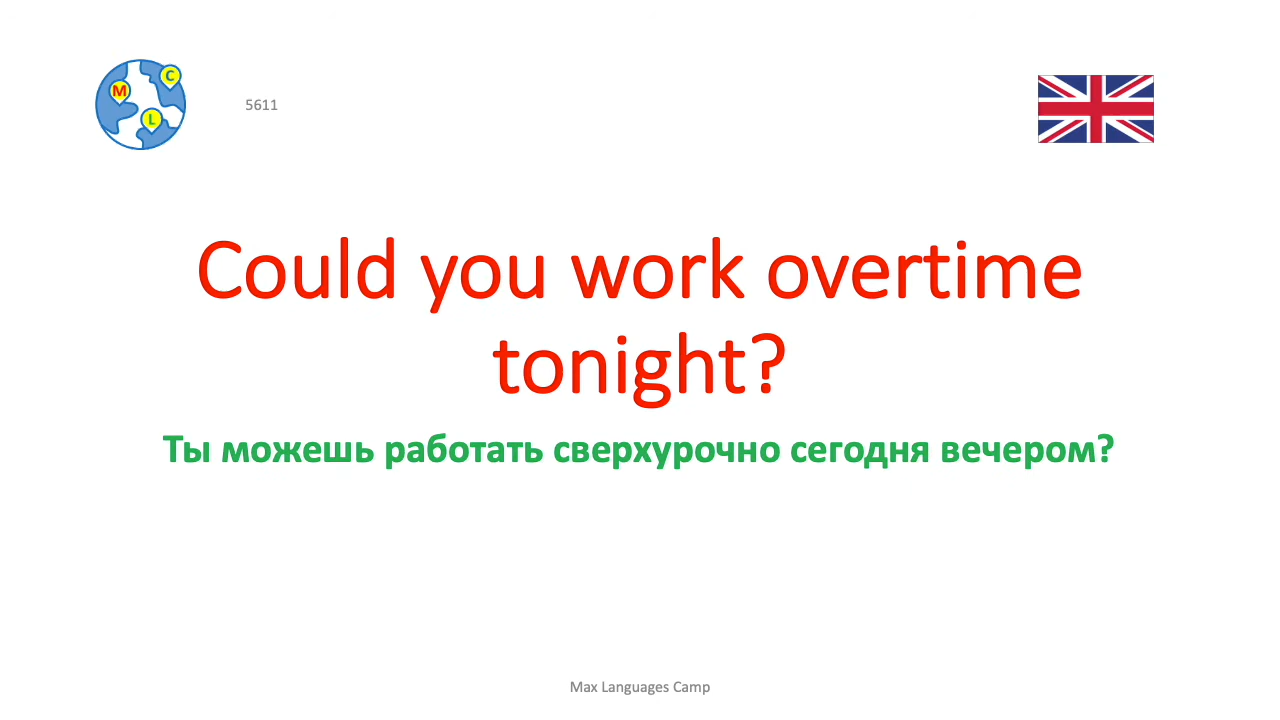 M
C
L
5611
Could you work overtime
tonight?
Ты можешь работать сверхурочно сегодня вечером?
Max Languages Camp